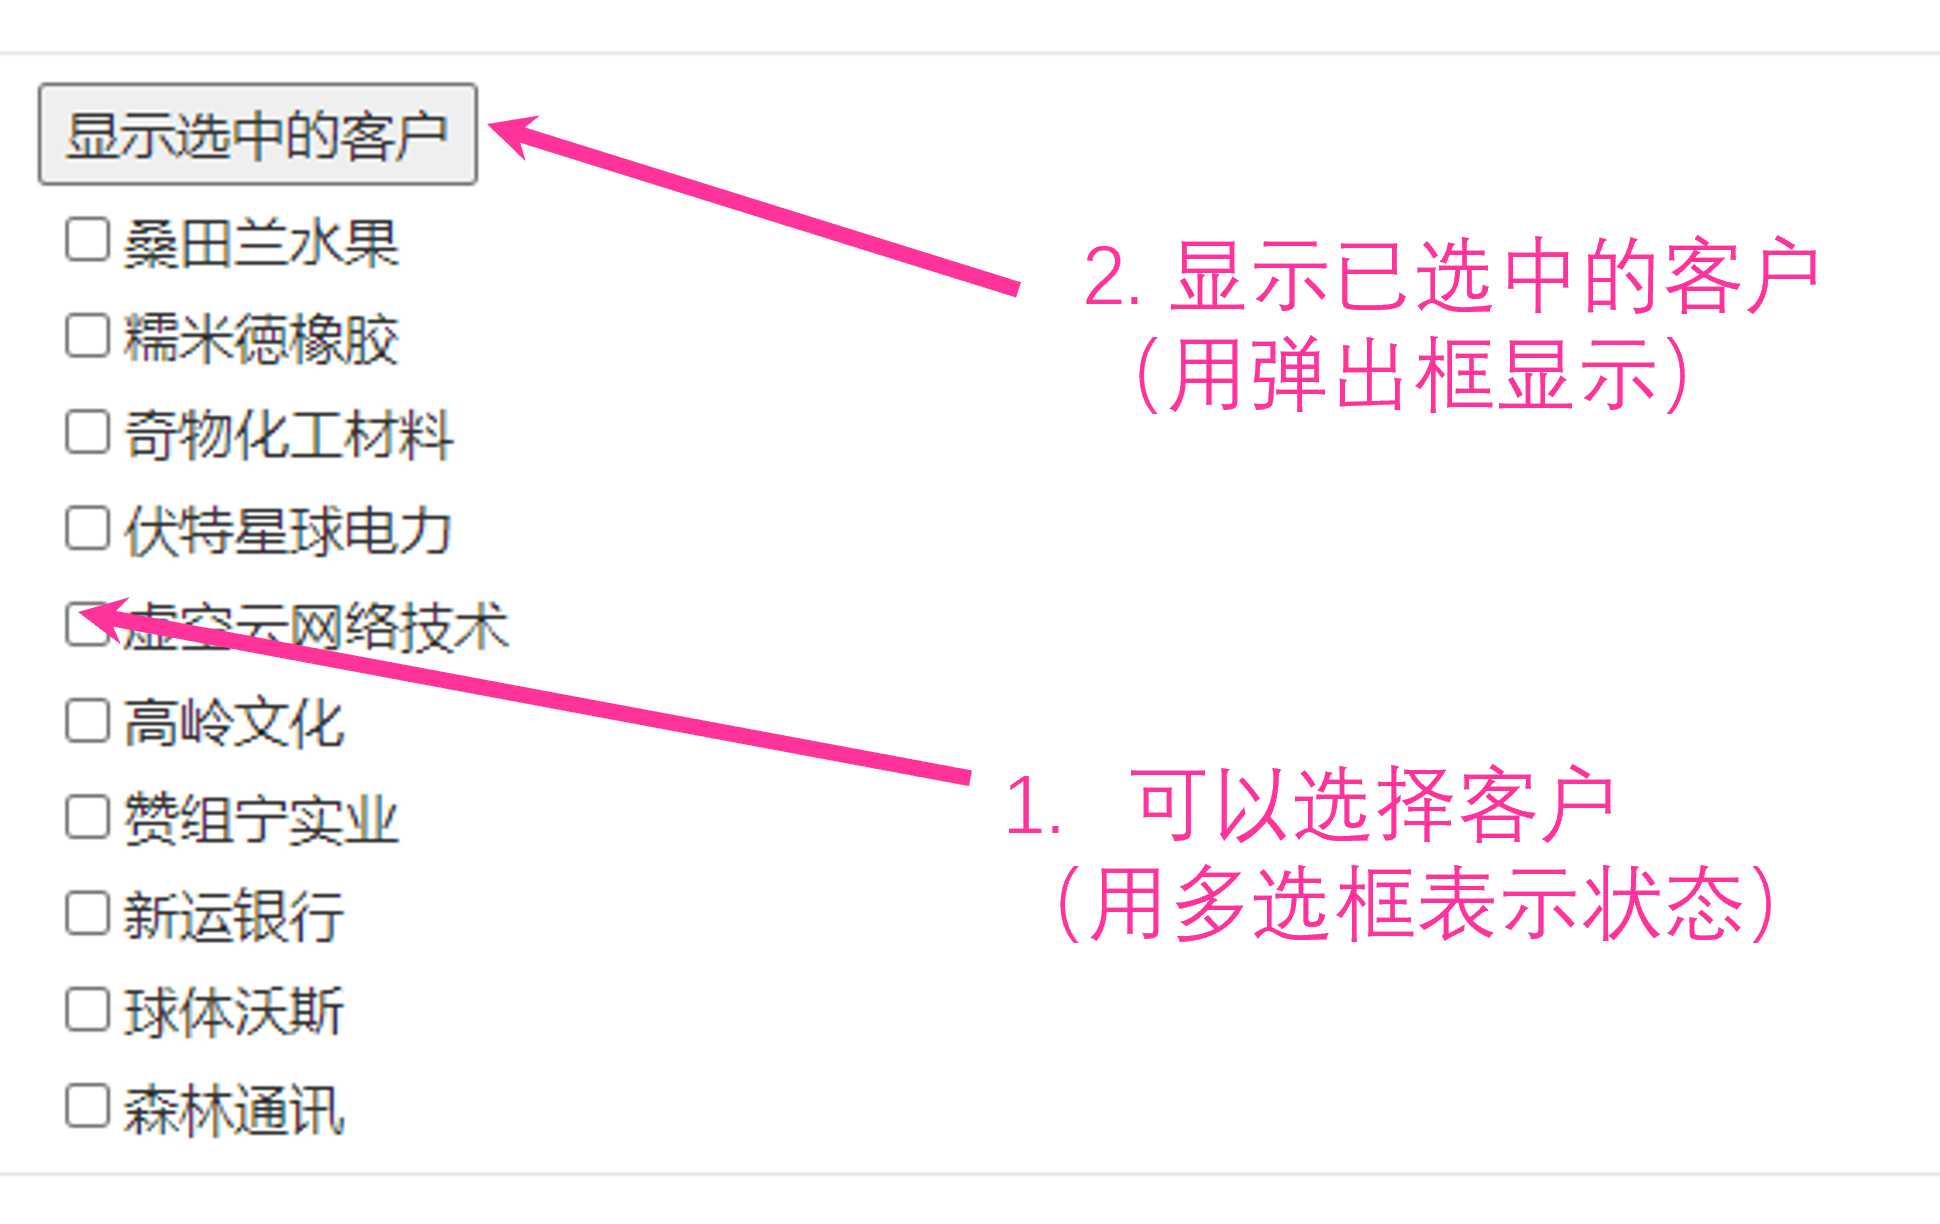 显示选中的客户
桑田兰水果
糯米徳橡胶
奇物化工材料
伏特星球电力
虚空云网络技术
高岭文化
赞组宁实业
新运银行
球体沃斯
森林通讯
2. 显示已选中的客户
（用弹出框显示）
1. 可以选择客户
（用多选框表示状态）